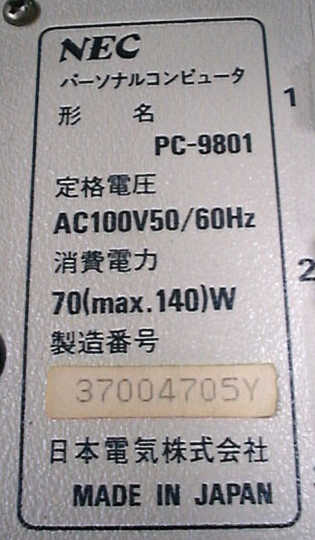 NEC
パーソナルコンピュータ
形　名
PC-9801
定格電圧
AC100V50/60Hz
消費電力
70(max.140)W
製造番号
37004705Y
日本電気株式会社
MADE IN JAPAN
1
2